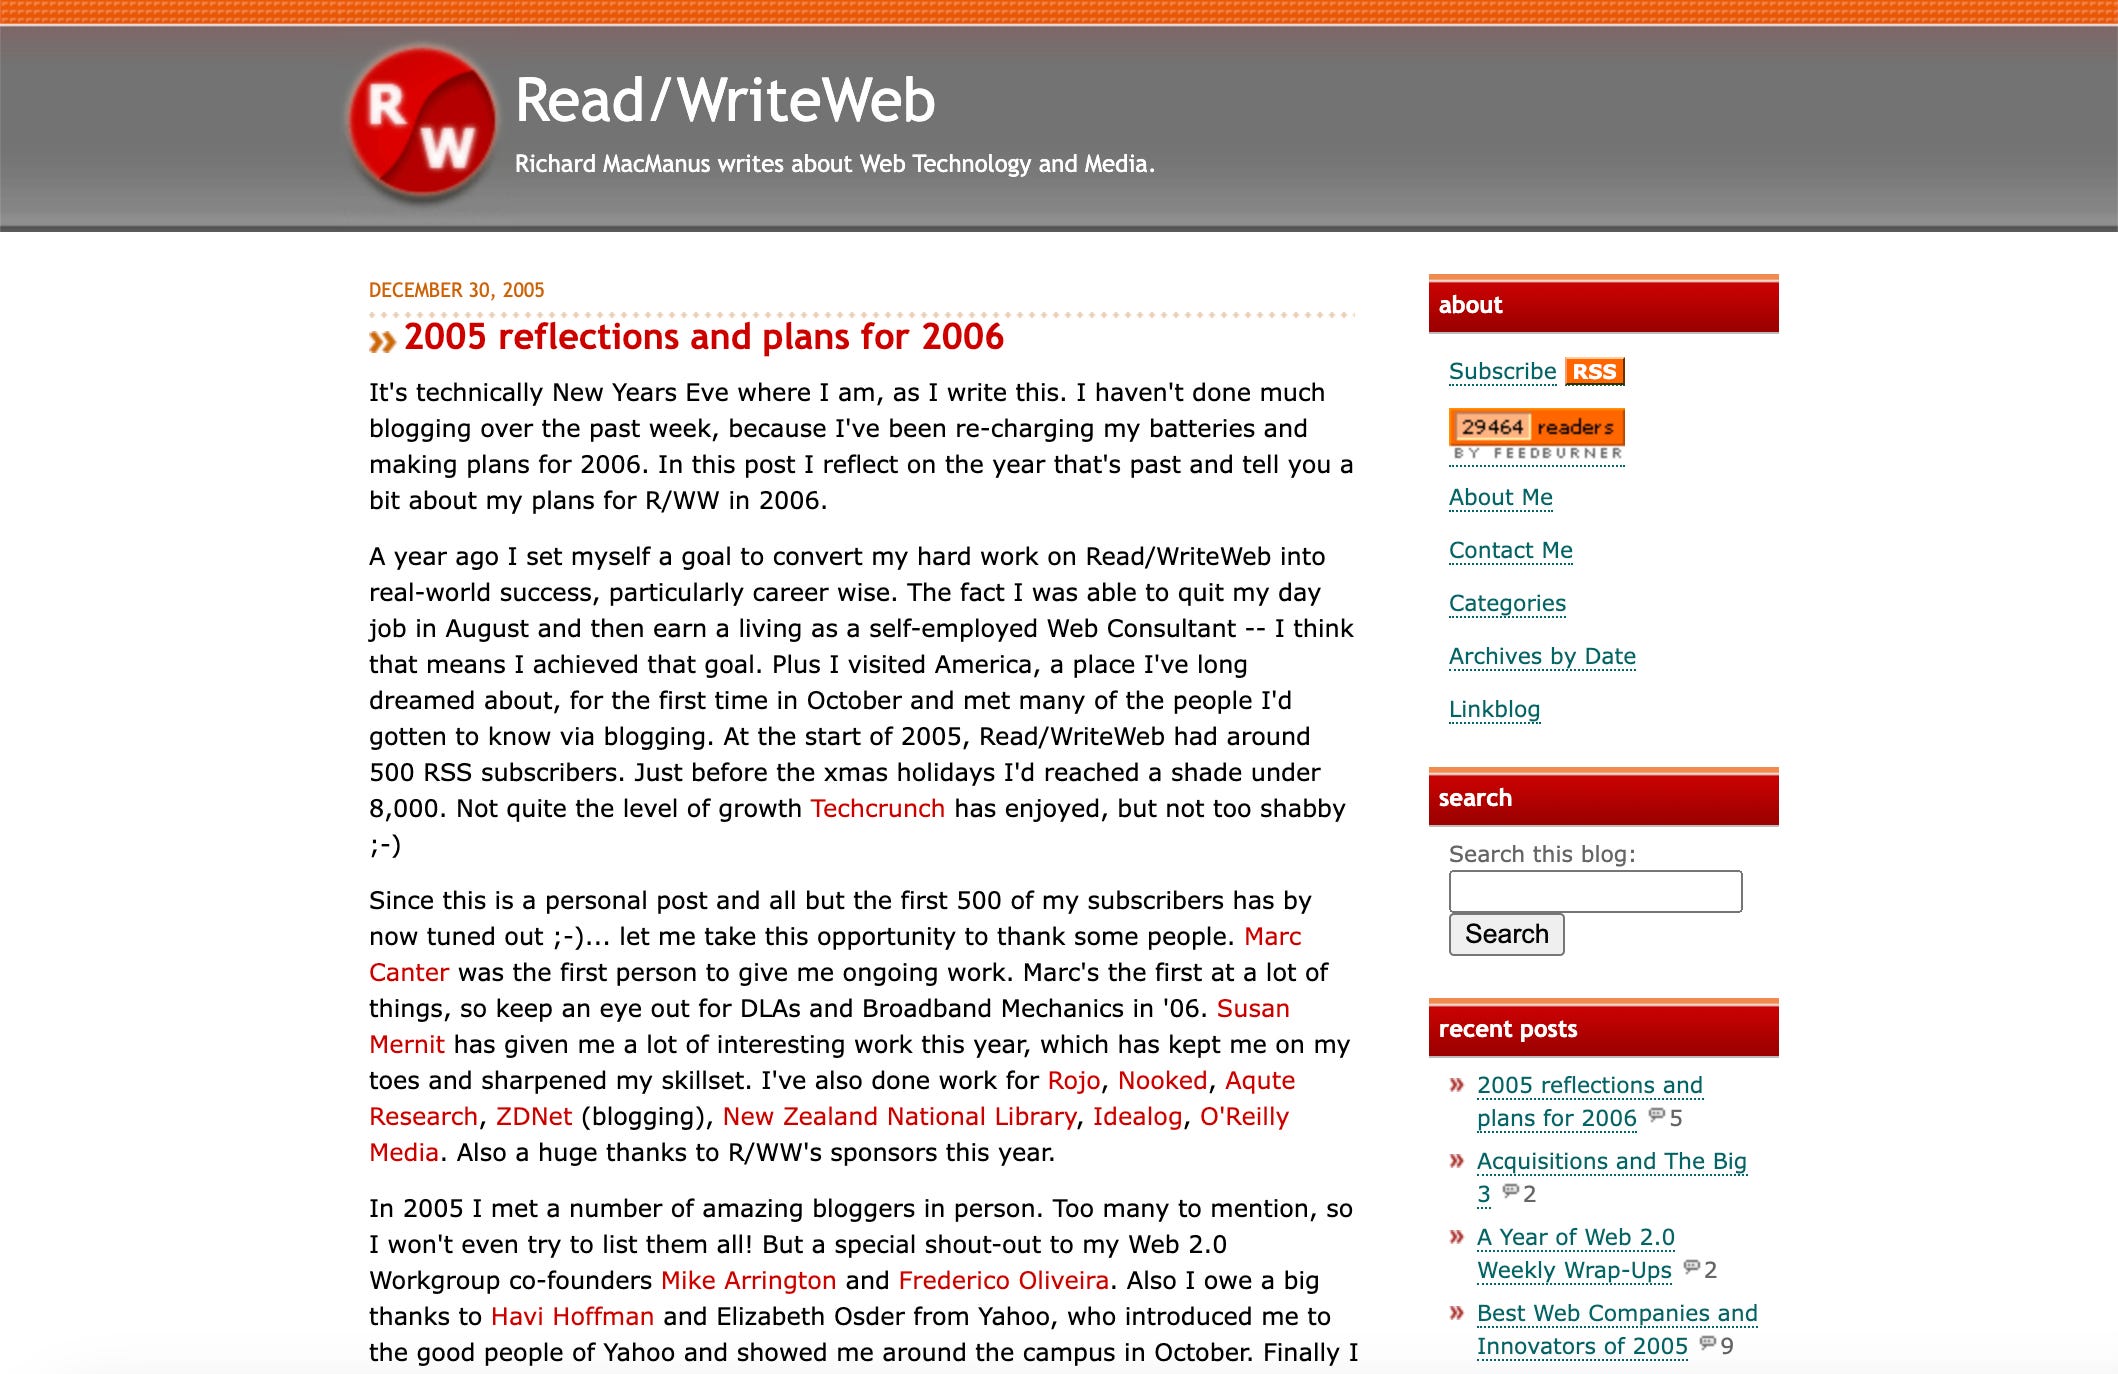 R
W
Read/WriteWeb
Richard MacManus writes about Web Technology and Media.
DECEMBER 30, 2005
» 2005 reflections and plans for 2006
It's technically New Years Eve where I am, as I write this. I haven't done much
blogging over the past week, because I've been re-charging my batteries and
making plans for 2006. In this post I reflect on the year that's past and tell you a
bit about my plans for R/WW in 2006.
A year ago I set myself a goal to convert my hard work on Read/WriteWeb into
real-world success, particularly career wise. The fact I was able to quit my day
job in August and then earn a living as a self-employed Web Consultant -- I think
that means I achieved that goal. Plus I visited America, a place I've long
dreamed about, for the first time in October and met many of the people I'd
gotten to know via blogging. At the start of 2005, Read/WriteWeb had around
500 RSS subscribers. Just before the xmas holidays I'd reached a shade under
8,000. Not quite the level of growth Techcrunch has enjoyed, but not too shabby
;-)
Since this is a personal post and all but the first 500 of my subscribers has by
now tuned out ;-)... let me take this opportunity to thank some people. Marc
Canter was the first person to give me ongoing work. Marc's the first at a lot of
things, so keep an eye out for DLAs and Broadband Mechanics in '06. Susan
Mernit has given me a lot of interesting work this year, which has kept me on my
toes and sharpened my skillset. I've also done work for Rojo, Nooked, Aqute
Research, ZDNet (blogging), New Zealand National Library, Idealog, O'Reilly
Media. Also a huge thanks to R/WW's sponsors this year.
In 2005 I met a number of amazing bloggers in person. Too many to mention, so
I won't even try to list them all! But a special shout-out to my Web 2.0
Workgroup co-founders Mike Arrington and Frederico Oliveira. Also I owe a big
thanks to Havi Hoffman and Elizabeth Osder from Yahoo, who introduced me to
the good people of Yahoo and showed me around the campus in October. Finally I
about
Subscribe RSS
29464 readers
BY FEEDBURNER
About Me
Contact Me
Categories
Archives by Date
Linkblog
search
Search this blog:
Search
recent posts
» 2005 reflections and
plans for 2006 5
» Acquisitions and The Big
3 2
» A Year of Web 2.0
Weekly Wrap-Ups 2
» Best Web Companies and
Innovators of 2005 9